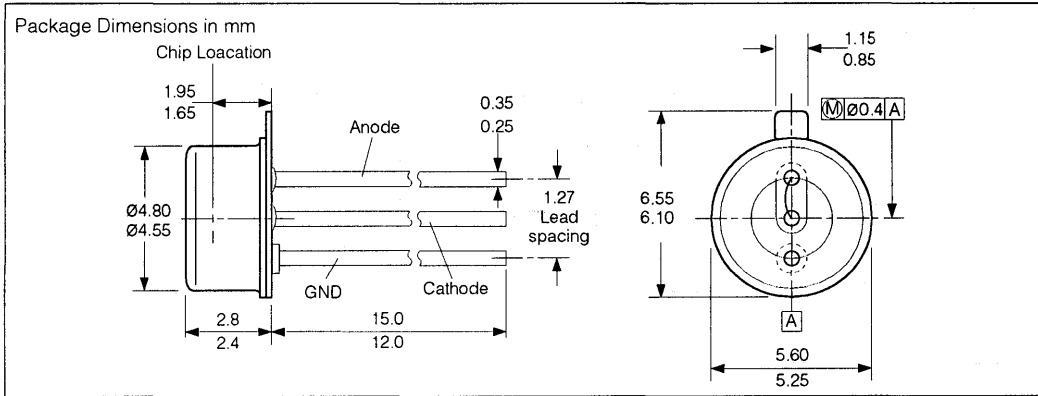 Package Dimensions in mm
Chip Loacation
1.95
1.65
Anode
0.35
0.25
Ø4.80
Ø4.55
1.27
Lead
spacing
GND
Cathode
2.8
2.4
15.0
12.0
1.15
0.85
Ⓜ Ø0.4 A
6.55
6.10
A
5.60
5.25